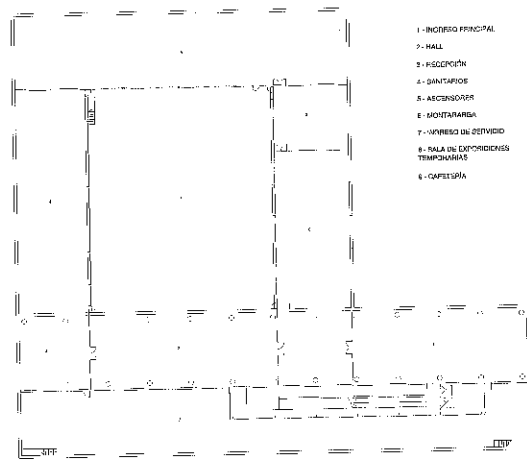 1 - INGRESO PRINCIPAL
2 - HALL
3 - RECEPCIÓN
4 - SANITARIOS
5 - ASCENSORES
6 - MONTACARGA
7 - INGRESO DE SERVICIO
8 - SALA DE EXPOSICIONES
TEMPORARIAS
9 - CAFETERÍA